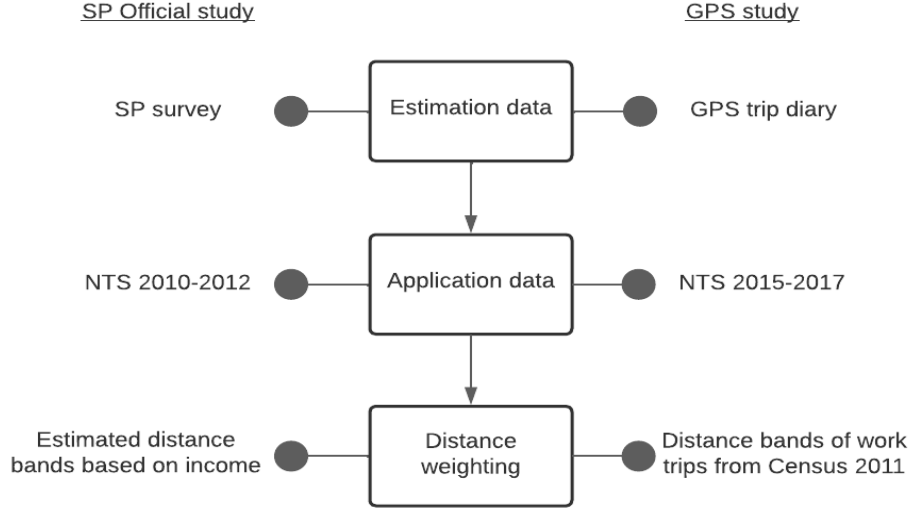 SP Official study
GPS study
SP survey
Estimation data
GPS trip diary
NTS 2010-2012
Application data
NTS 2015-2017
Estimated distance
bands based on income
Distance
weighting
Distance bands of work
trips from Census 2011